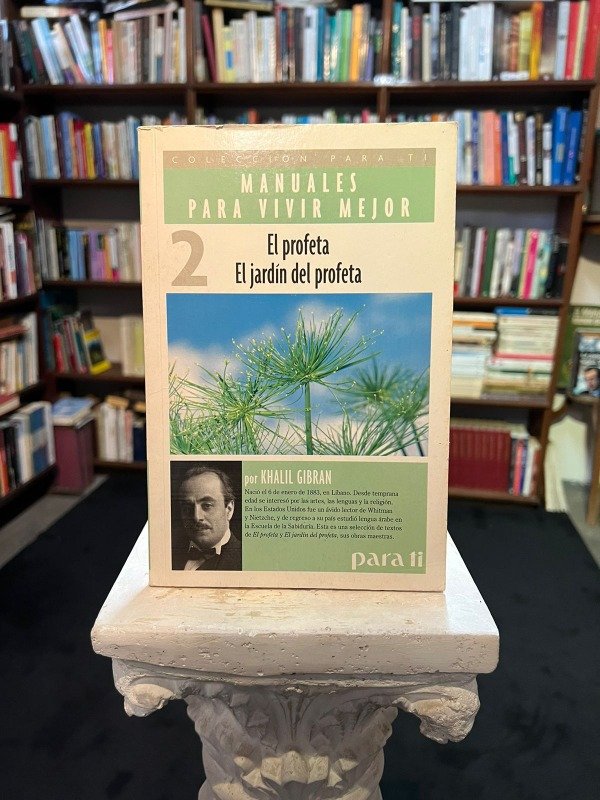 COLECCIÓN PARA TI
MANUALES
PARA VIVIR MEJOR
2
El profeta
El jardín del profeta
por KHALIL GIBRAN
Nació el 6 de enero de 1883, en Líbano. Desde temprana
edad se interesó por las artes, las lenguas y la religión.
En los Estados Unidos fue un ávido lector de Whitman
y Nietzsche, y de regreso a su país estudió lengua árabe en
la Escuela de la Sabiduría. Esta es una selección de textos
de El profeta y El jardín del profeta, sus obras maestras.
para ti